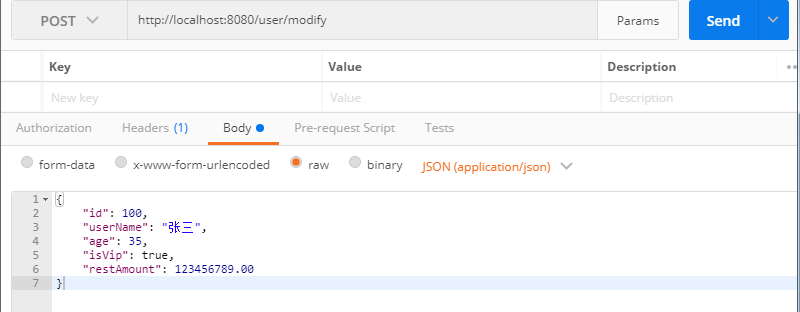 POST http://localhost:8080/user/modify Params Send
Key Value Description
New key Value Description
Authorization Headers (1) Body Pre-request Script Tests
form-data x-www-form-urlencoded raw binary JSON (application/json)
1 {
2 "id": 100,
3 "userName": "张三",
4 "age": 35,
5 "isVip": true,
6 "restAmount": 123456789.00
7 }